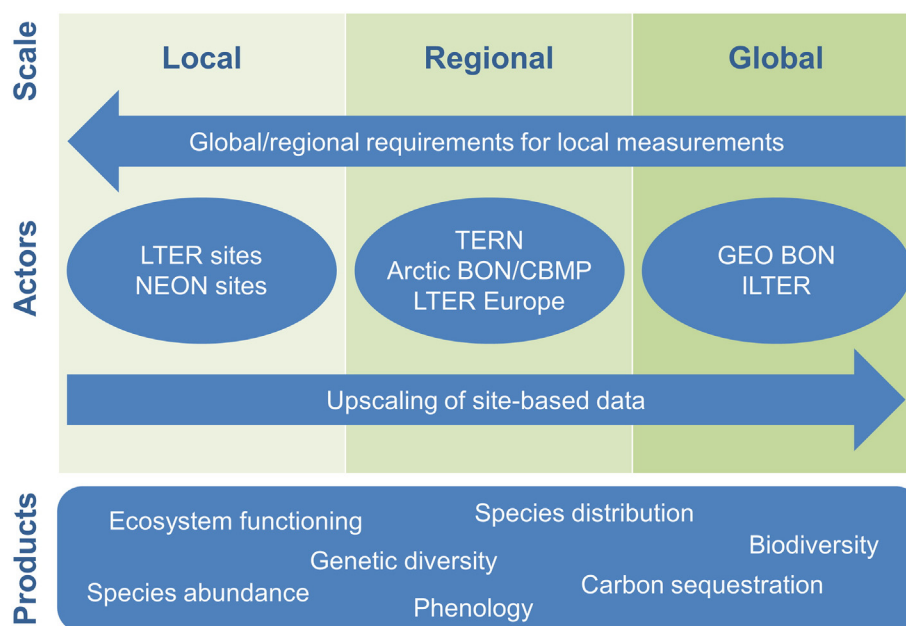 Scale
Local
Regional
Global
Global/regional requirements for local measurements
Actors
LTER sites
NEON sites
TERN
Arctic BON/CBMP
LTER Europe
GEO BON
ILTER
Upscaling of site-based data
Products
Ecosystem functioning
Species distribution
Biodiversity
Genetic diversity
Carbon sequestration
Species abundance
Phenology